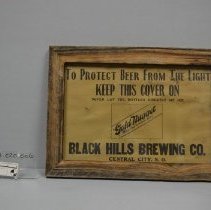 To Protect Beer From The Light
KEEP THIS COVER ON
Gold Nugget
BLACK HILLS BREWING CO.
CENTRAL CITY, S. D.